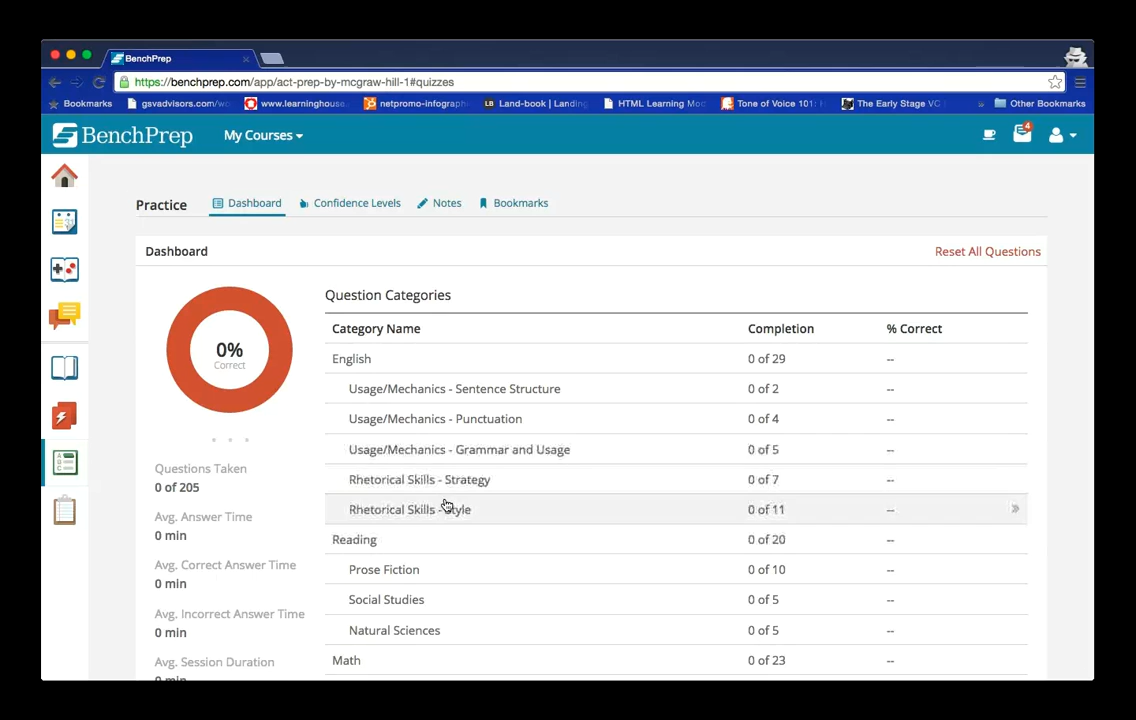 BenchPrep
https://benchprep.com/app/act-prep-by-mcgraw-hill-1#quizzes
Bookmarks gsvadvisors.com/w www.learninghouse. netpromo-infograph Land-book | Landing HTML Learning Mod Tone of Voice 101: The Early Stage VC » Other Bookmarks
BenchPrep My Courses 4
Practice Dashboard Confidence Levels Notes Bookmarks
Dashboard Reset All Questions
Question Categories
Category Name Completion % Correct
0%
Correct
English 0 of 29 --
Usage/Mechanics - Sentence Structure 0 of 2 --
Usage/Mechanics - Punctuation 0 of 4 --
Usage/Mechanics - Grammar and Usage 0 of 5 --
Rhetorical Skills - Strategy 0 of 7 --
Rhetorical Skills - Style 0 of 11 -- »
Reading 0 of 20 --
Prose Fiction 0 of 10 --
Social Studies 0 of 5 --
Natural Sciences 0 of 5 --
Math 0 of 23 --
Questions Taken
0 of 205
Avg. Answer Time
0 min
Avg. Correct Answer Time
0 min
Avg. Incorrect Answer Time
0 min
Avg. Session Duration
0 min